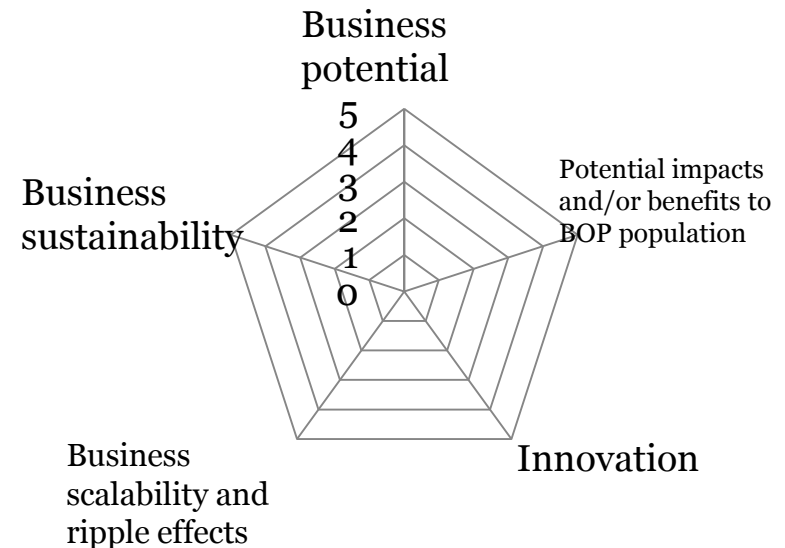 Business
potential
5
4
3
2
1
0
Potential impacts
and/or benefits to
BOP population
Business
sustainability
Innovation
Business
scalability and
ripple effects